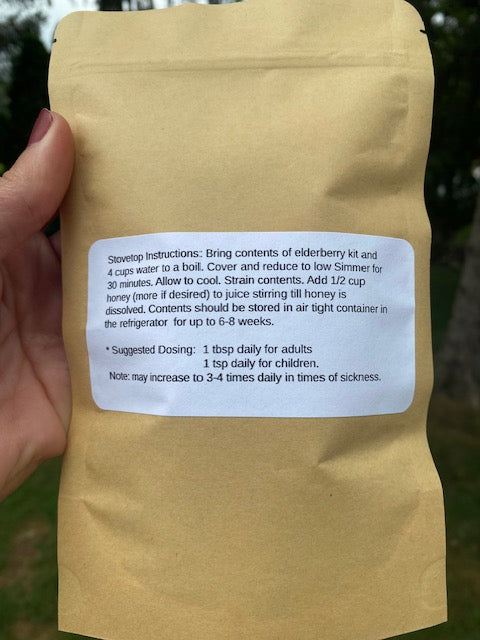 Stovetop Instructions:: Bring contents of elderberry kit and
4 cups water to a boil. Cover and reduce to low Simmer for
30 minutes. Allow to cool. Strain contents. Add 1/2 cup
honey (more if desired) to juice stirring till honey is
dissolved. Contents should be stored in air tight container in
the refrigerator for up to 6-8 weeks.
* Suggested Dosing: 1 tbsp daily for adults
1 tsp daily for children.
Note: may increase to 3-4 times daily in times of sickness.